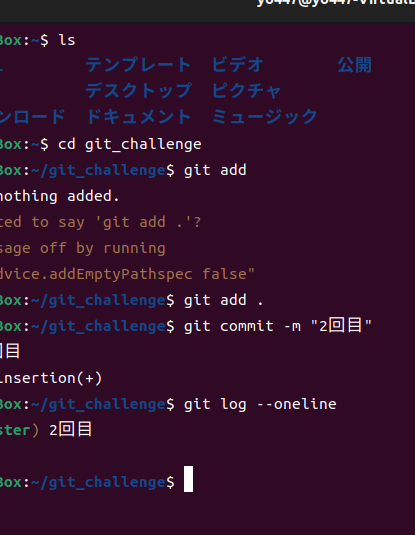 y0447@y0447-VirtualB
Box:~$ ls
テンプレート ビデオ 公開
デスクトップ ピクチャ
ンロード ドキュメント ミュージック
Box:~$ cd git_challenge
Box:~/git_challenge$ git add
nothing added.
ted to say 'git add .'?
sage off by running
dvice.addEmptyPathspec false"
Box:~/git_challenge$ git add .
Box:~/git_challenge$ git commit -m "2回目"
回目
insertion(+)
Box:~/git_challenge$ git log --oneline
ster) 2回目
Box:~/git_challenge$